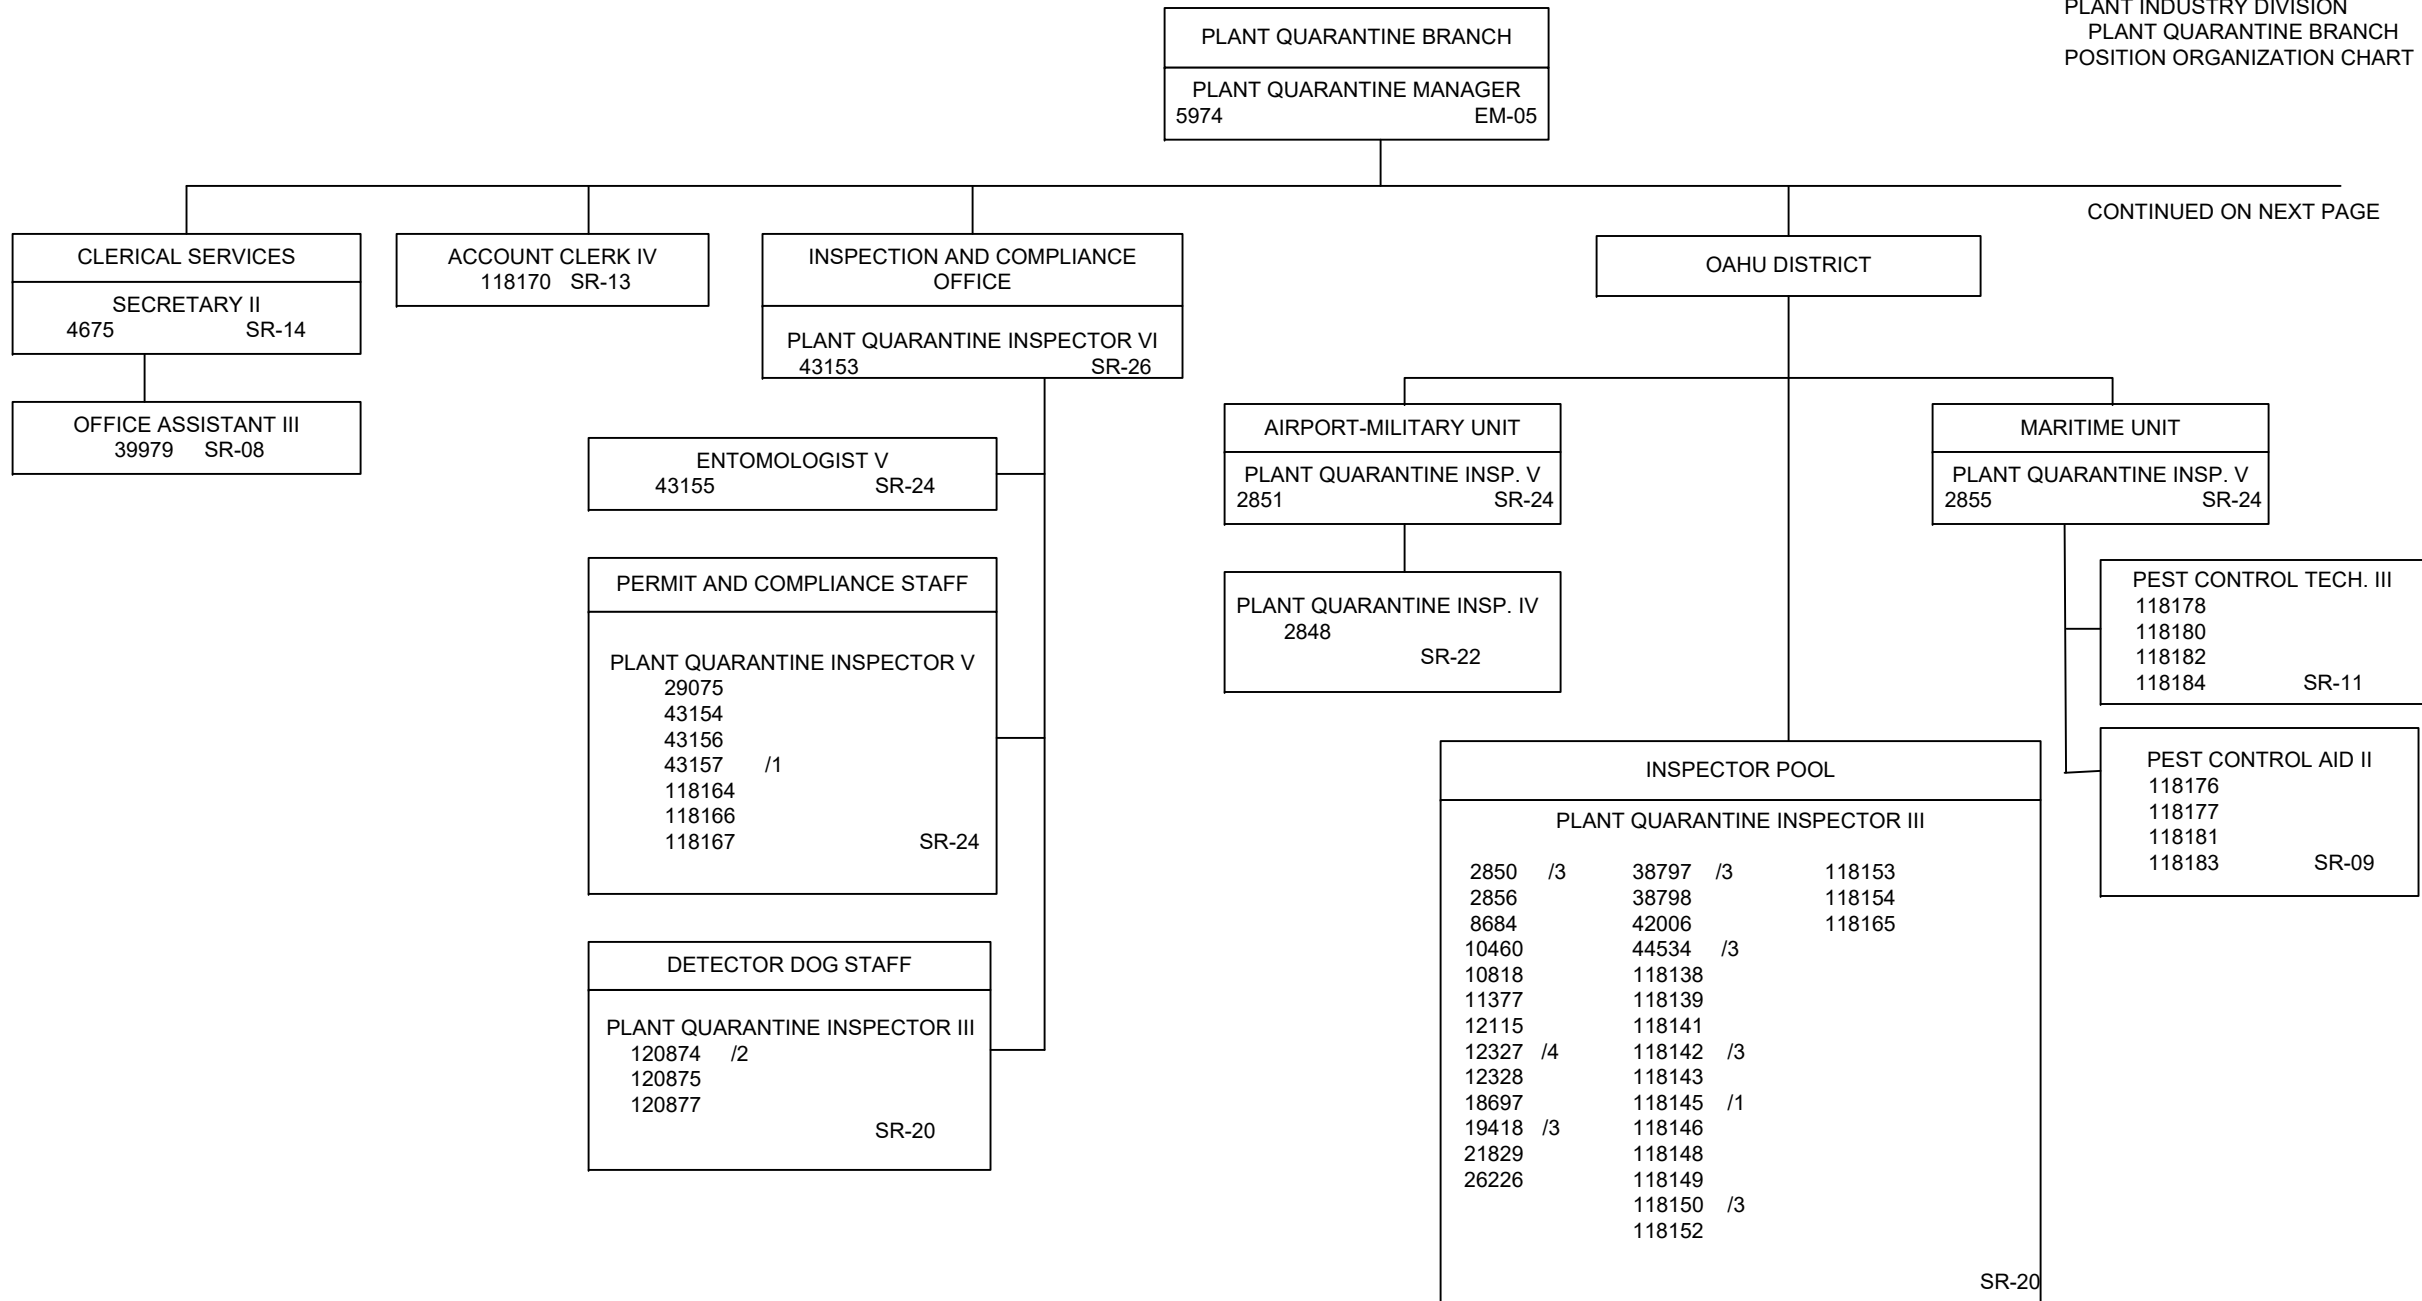 PLANT INDUSTRY DIVISION
PLANT QUARANTINE BRANCH
POSITION ORGANIZATION CHART
PLANT QUARANTINE BRANCH
PLANT QUARANTINE MANAGER
5974 EM-05
CONTINUED ON NEXT PAGE
CLERICAL SERVICES
SECRETARY II
4675 SR-14
OFFICE ASSISTANT III
39979 SR-08
ACCOUNT CLERK IV
118170 SR-13
INSPECTION AND COMPLIANCE
OFFICE
PLANT QUARANTINE INSPECTOR VI
43153 SR-26
ENTOMOLOGIST V
43155 SR-24
PERMIT AND COMPLIANCE STAFF
PLANT QUARANTINE INSPECTOR V
29075
43154
43156
43157 /1
118164
118166
118167 SR-24
DETECTOR DOG STAFF
PLANT QUARANTINE INSPECTOR III
120874 /2
120875
120877
SR-20
OAHU DISTRICT
AIRPORT-MILITARY UNIT
PLANT QUARANTINE INSP. V
2851 SR-24
PLANT QUARANTINE INSP. IV
2848
SR-22
MARITIME UNIT
PLANT QUARANTINE INSP. V
2855 SR-24
PEST CONTROL TECH. III
118178
118180
118182
118184 SR-11
PEST CONTROL AID II
118176
118177
118181
118183 SR-09
INSPECTOR POOL
PLANT QUARANTINE INSPECTOR III
2850 /3 38797 /3 118153
2856 38798 118154
8684 42006 118165
10460 44534 /3
10818 118138
11377 118139
12115 118141
12327 /4 118142 /3
12328 118143
18697 118145 /1
19418 /3 118146
21829 118148
26226 118149
118150 /3
118152
SR-20